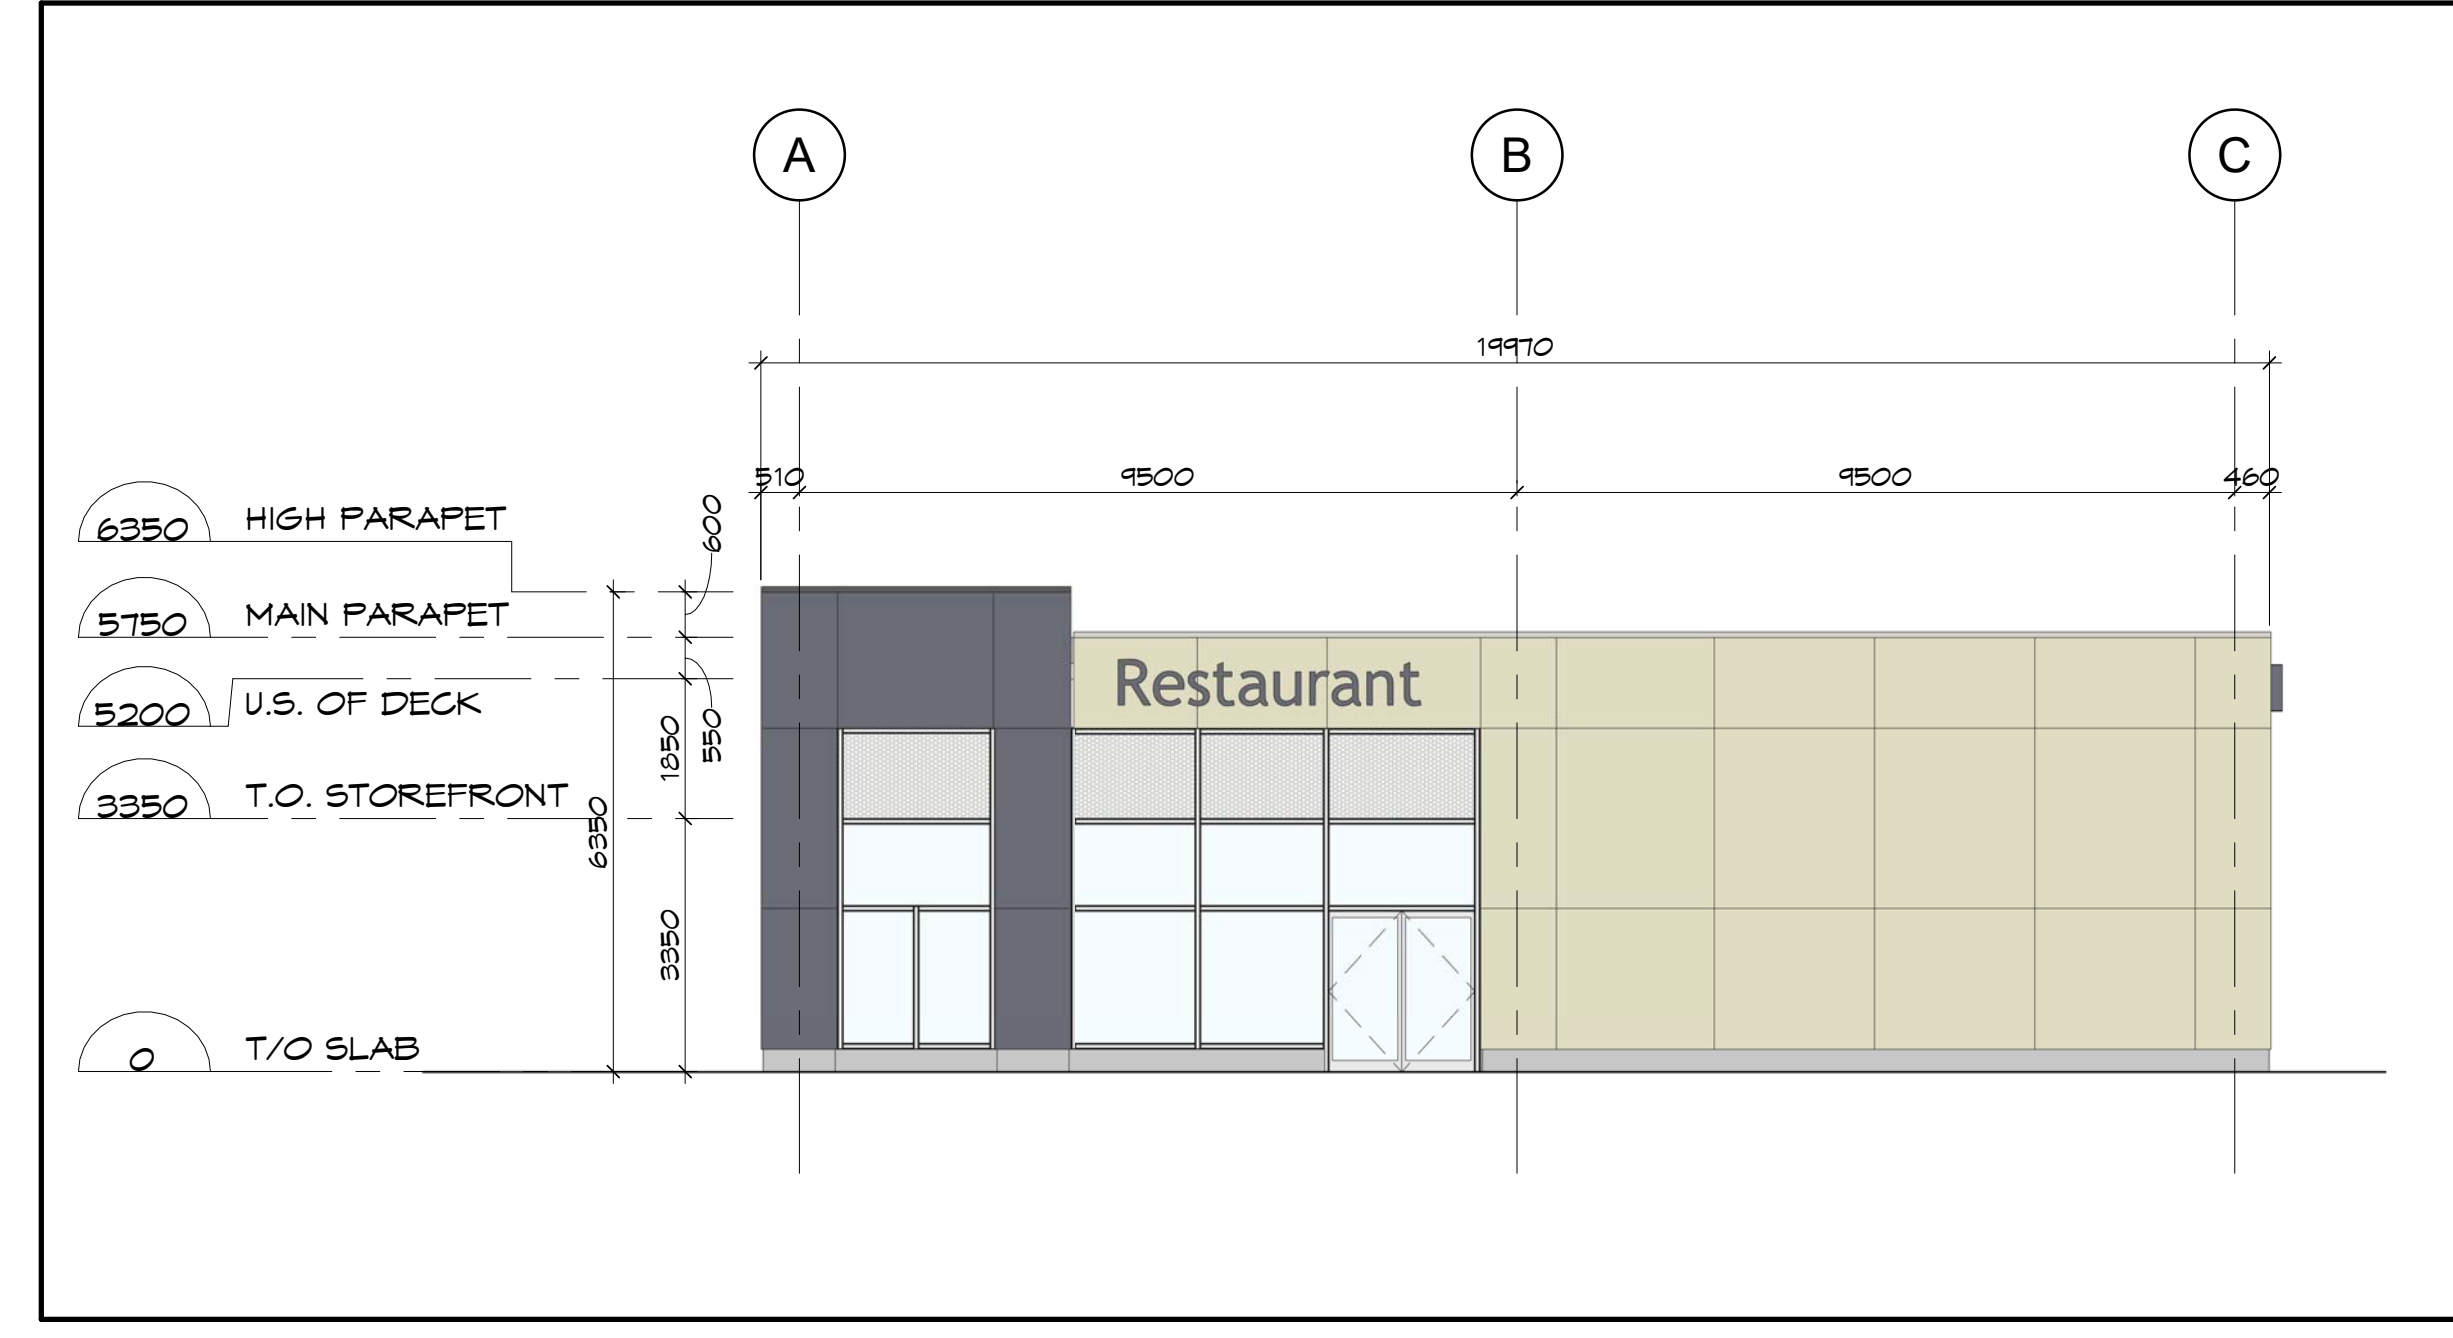 A
B
C
19970
510
9500
9500
460
6350 HIGH PARAPET
600
5750 MAIN PARAPET
5200 U.S. OF DECK
550
1850
3350 T.O. STOREFRONT
6350
3350
0 T/O SLAB
Restaurant